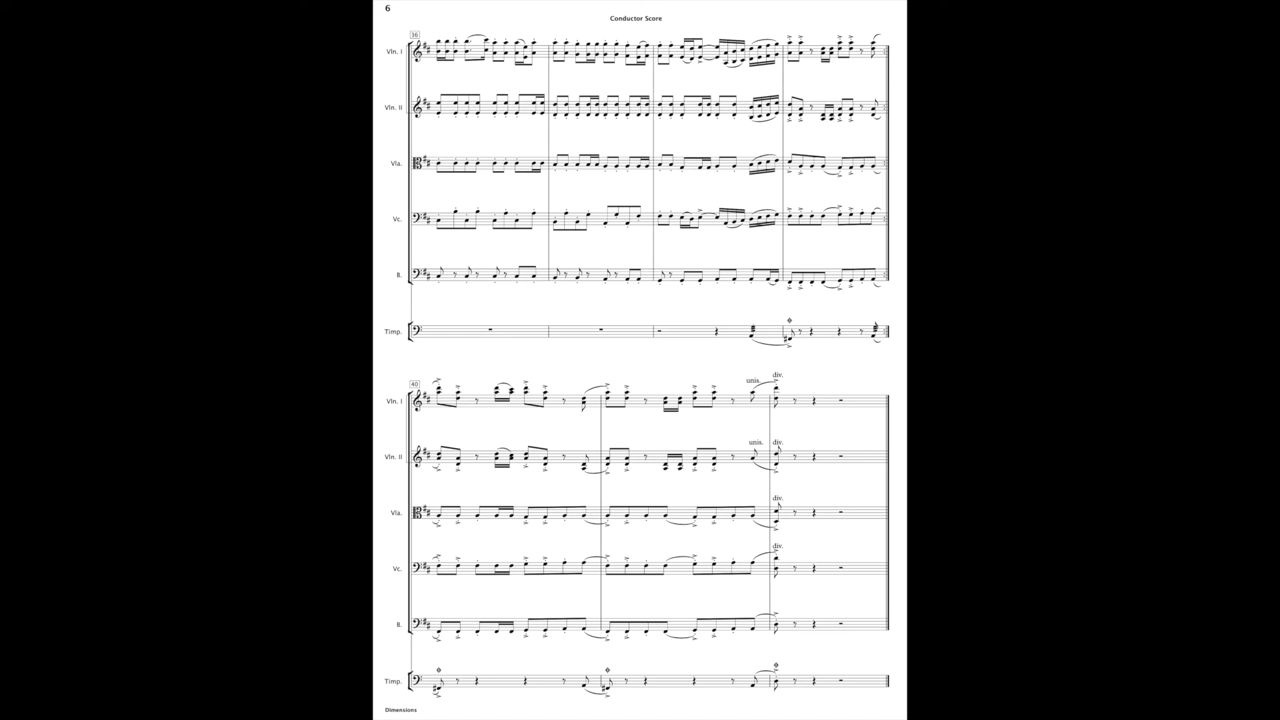 6
Conductor Score
36
Vln. I
Vln. II
Vla.
Vc.
B.
Timp.
40
unis.
div.
Vln. I
unis.
div.
Vln. II
div.
Vla.
div.
Vc.
B.
Timp.
Dimensions